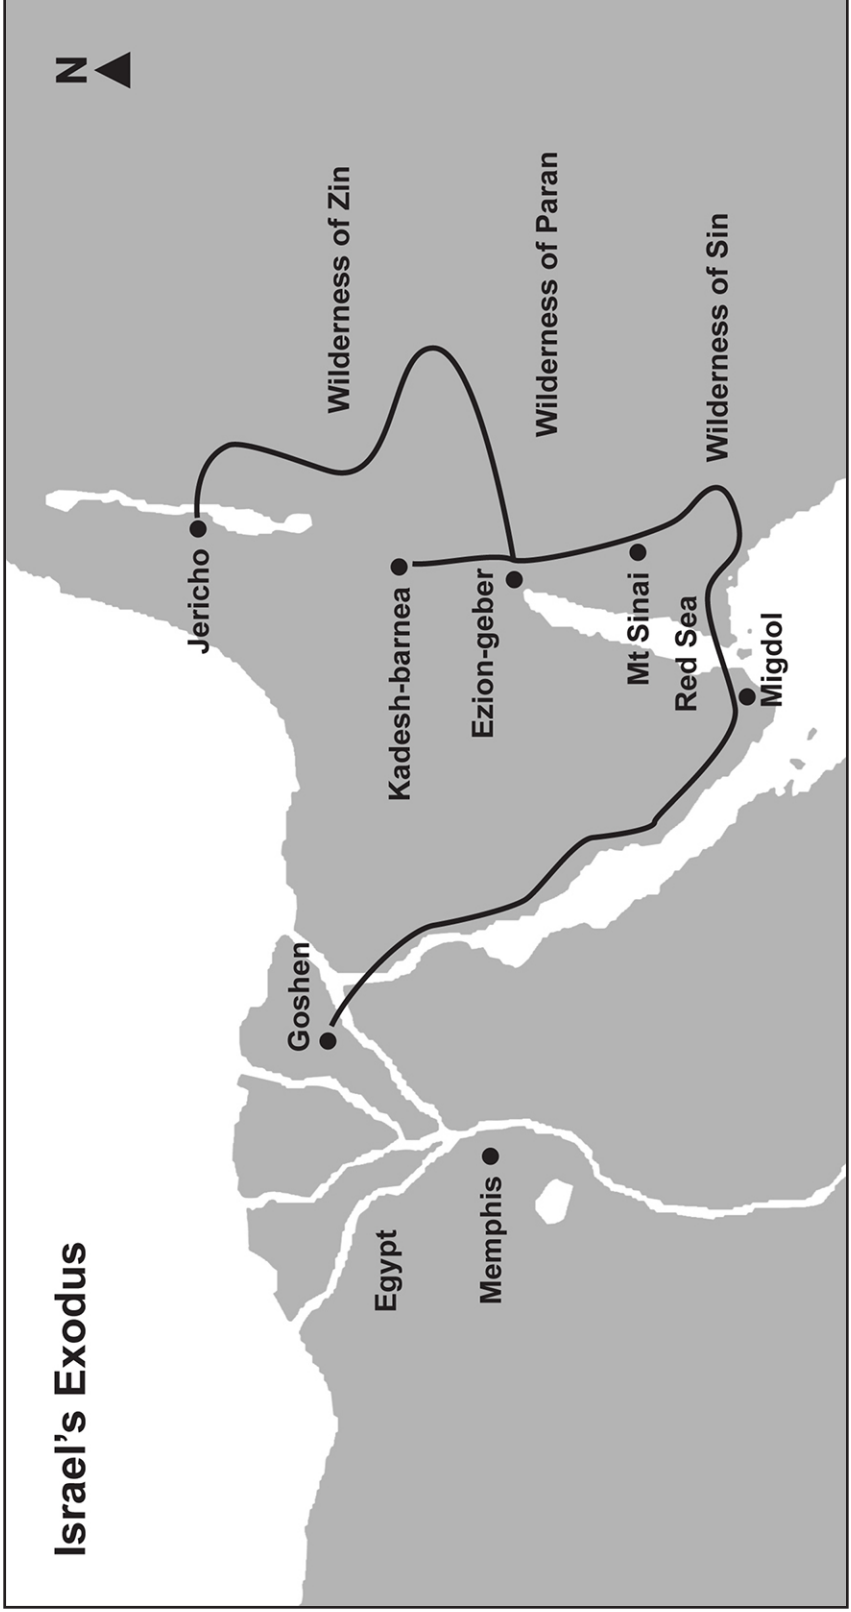 Israel's Exodus
N
Jericho
Wilderness of Zin
Goshen
Kadesh-barnea
Egypt
Ezion-geber
Wilderness of Paran
Memphis
Mt Sinai
Red Sea
Wilderness of Sin
Migdol